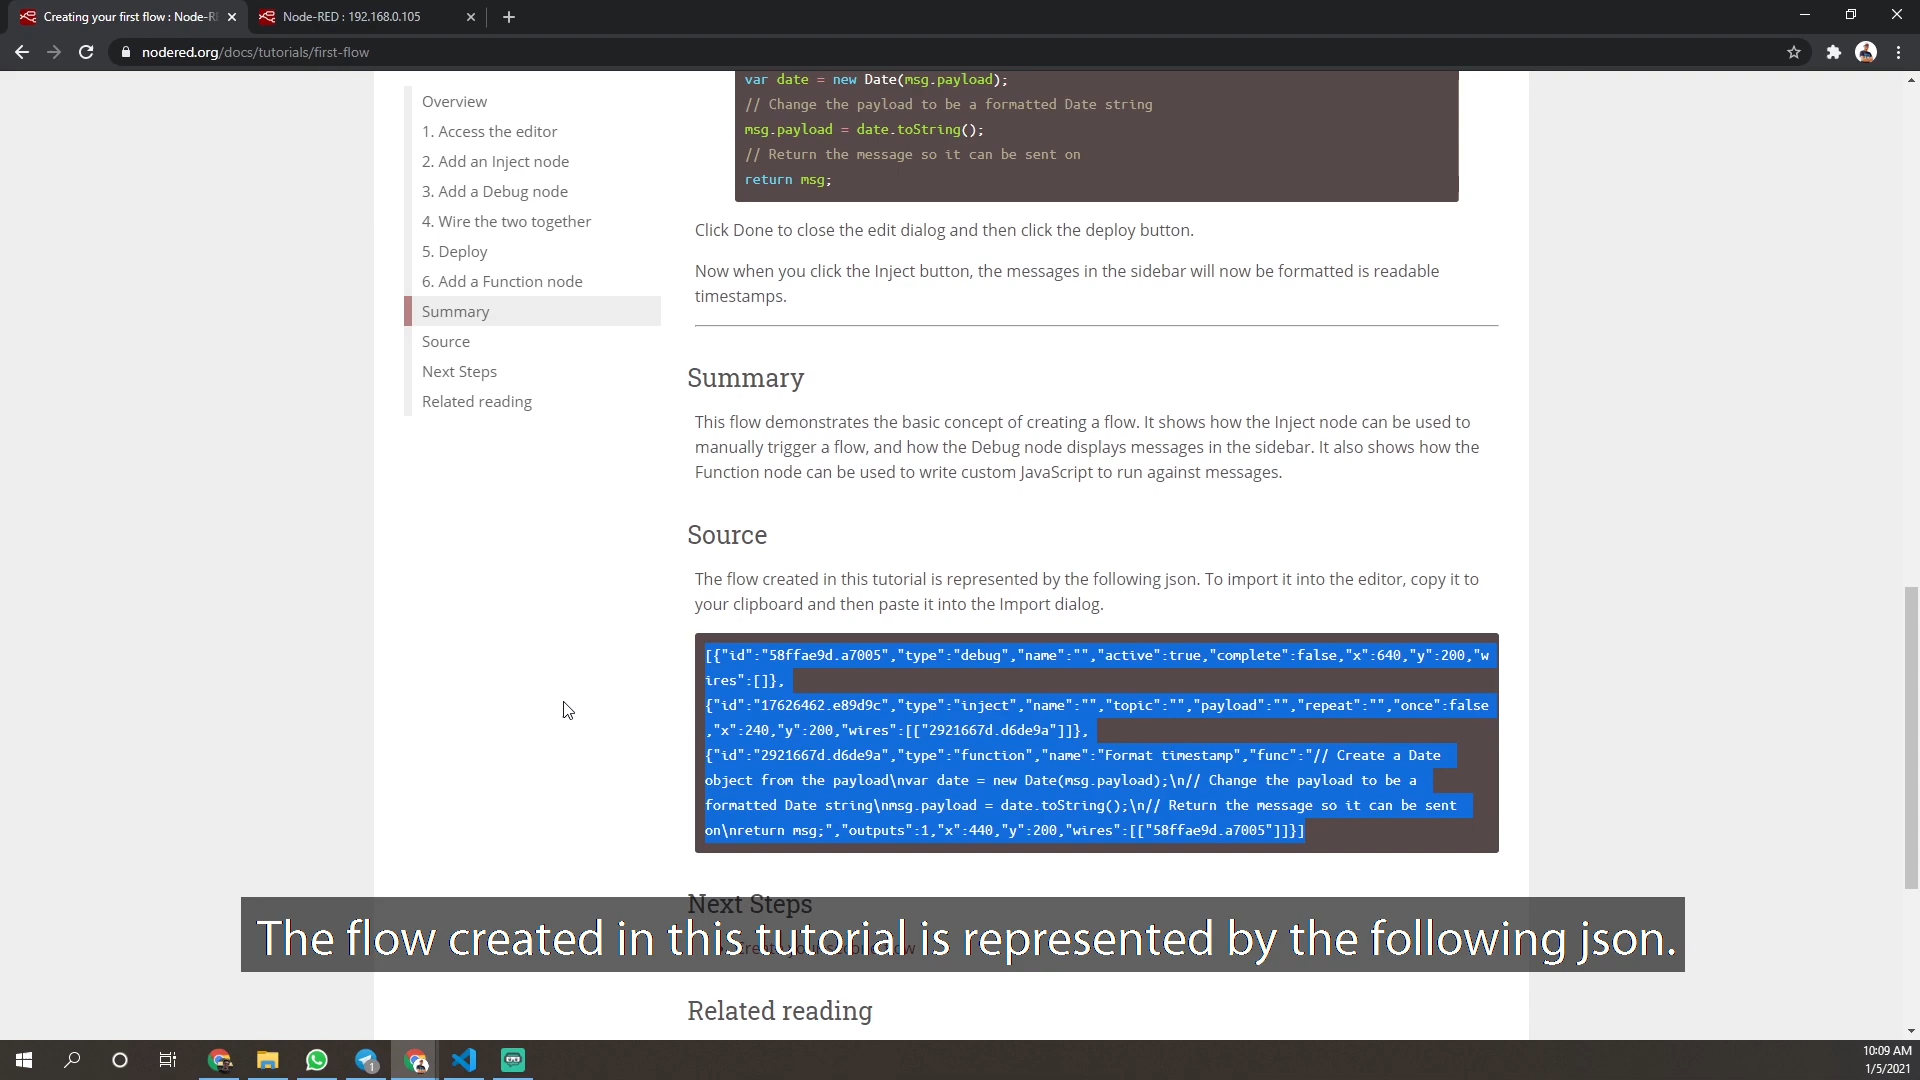 Creating your first flow : Node-RE
Node-RED : 192.168.0.105
nodered.org/docs/tutorials/first-flow
Overview
1. Access the editor
2. Add an Inject node
3. Add a Debug node
4. Wire the two together
5. Deploy
6. Add a Function node
Summary
Source
Next Steps
Related reading
var date = new Date(msg.payload);
// Change the payload to be a formatted Date string
msg.payload = date.toString();
// Return the message so it can be sent on
return msg;
Click Done to close the edit dialog and then click the deploy button.
Now when you click the Inject button, the messages in the sidebar will now be formatted is readable
timestamps.
Summary
This flow demonstrates the basic concept of creating a flow. It shows how the Inject node can be used to
manually trigger a flow, and how the Debug node displays messages in the sidebar. It also shows how the
Function node can be used to write custom JavaScript to run against messages.
Source
The flow created in this tutorial is represented by the following json. To import it into the editor, copy it to
your clipboard and then paste it into the Import dialog.
[{"id":"58ffae9d.a7005","type":"debug","name":"","active":true,"complete":false,"x":640,"y":200,"w
ires":[]},
{"id":"17626462.e89d9c","type":"inject","name":"","topic":"","payload":"","repeat":"","once":false
,"x":240,"y":200,"wires":[["2921667d.d6de9a"]]},
{"id":"2921667d.d6de9a","type":"function","name":"Format timestamp","func":"// Create a Date
object from the payload\nvar date = new Date(msg.payload);\n// Change the payload to be a
formatted Date string\nmsg.payload = date.toString();\n// Return the message so it can be sent
on\nreturn msg;","outputs":1,"x":440,"y":200,"wires":[["58ffae9d.a7005"]]}]
Next Steps
The flow created in this tutorial is represented by the following json.
Related reading
1
10:09 AM
1/5/2021